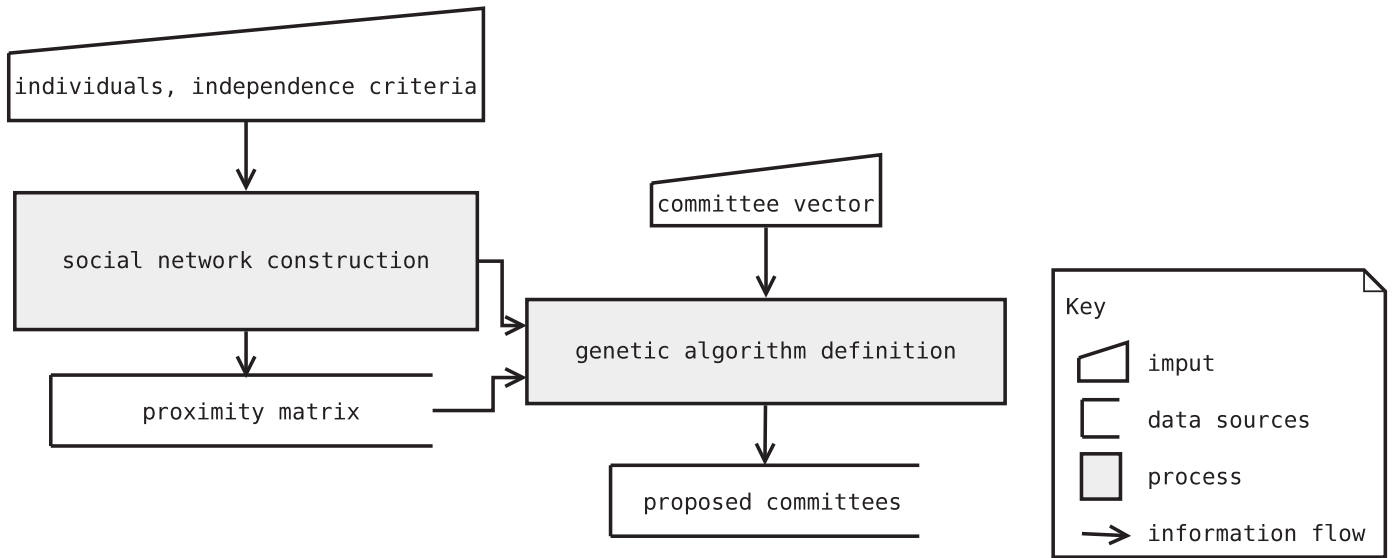 individuals, independence criteria
social network construction
proximity matrix
committee vector
genetic algorithm definition
proposed committees
Key
imput
data sources
process
information flow